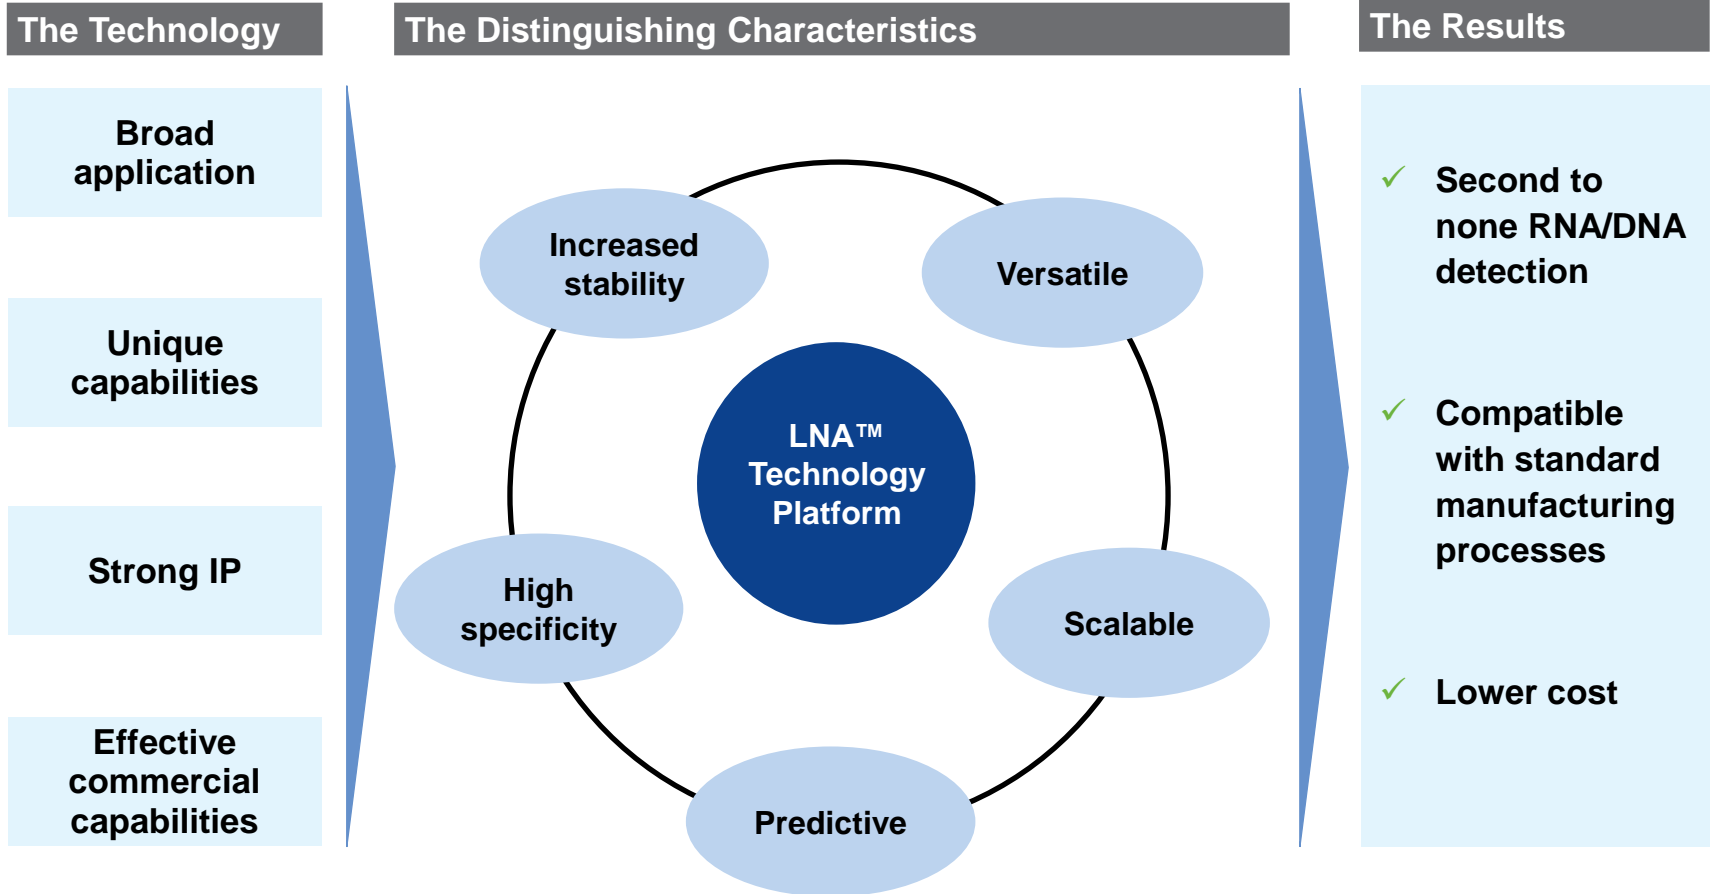 The Technology
The Distinguishing Characteristics
The Results
Broad
application
Unique
capabilities
Strong IP
Effective
commercial
capabilities
Increased
stability
Versatile
LNA™
Technology
Platform
High
specificity
Scalable
Predictive
✓ Second to
none RNA/DNA
detection
✓ Compatible
with standard
manufacturing
processes
✓ Lower cost